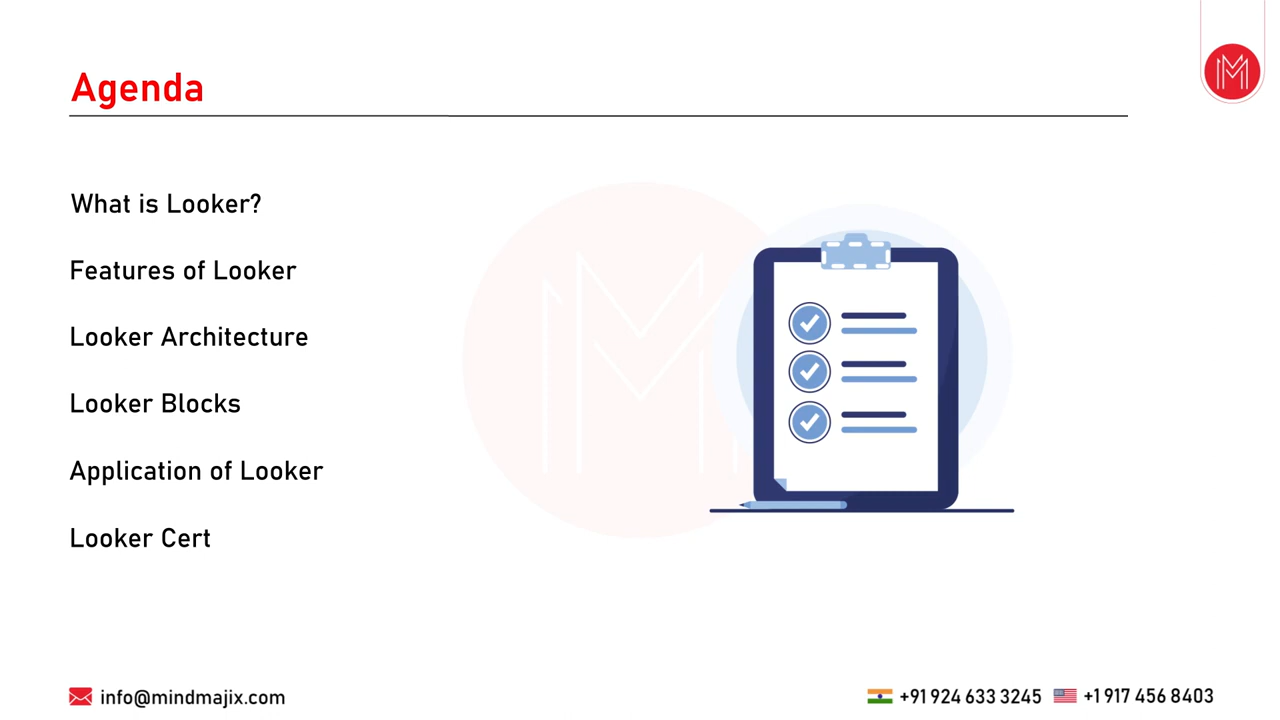 Agenda
What is Looker?
Features of Looker
Looker Architecture
Looker Blocks
Application of Looker
Looker Cert
info@mindmajix.com
+91 924 633 3245
+1 917 456 8403